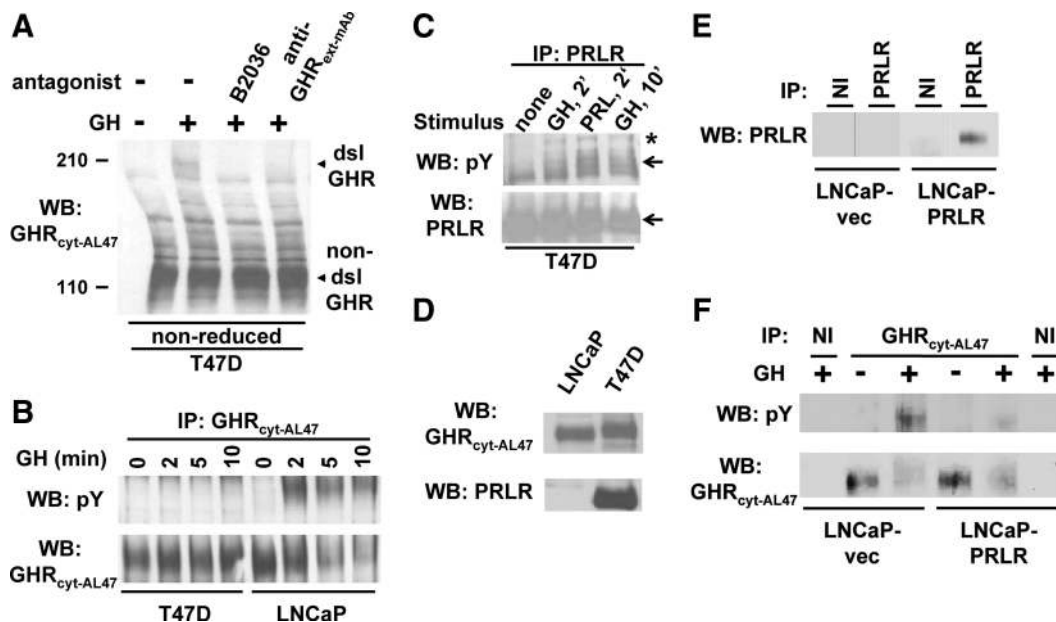 A
antagonist - - B2036 anti-GHRext-mAb
GH - + + +
210
dsl GHR
WB: GHRcyt-AL47
non-dsl GHR
110
non-reduced
T47D
B
IP: GHRcyt-AL47
GH (min) 0 2 5 10 0 2 5 10
WB: pY
WB: GHRcyt-AL47
T47D LNCaP
C
IP: PRLR
Stimulus none GH, 2' PRL, 2' GH, 10'
*
WB: pY
WB: PRLR
T47D
D
LNCaP T47D
WB: GHRcyt-AL47
WB: PRLR
E
IP: NI PRLR NI PRLR
WB: PRLR
LNCaP-vec LNCaP-PRLR
F
IP: NI GHRcyt-AL47 NI
GH + - + - + +
WB: pY
WB: GHRcyt-AL47
LNCaP-vec LNCaP-PRLR